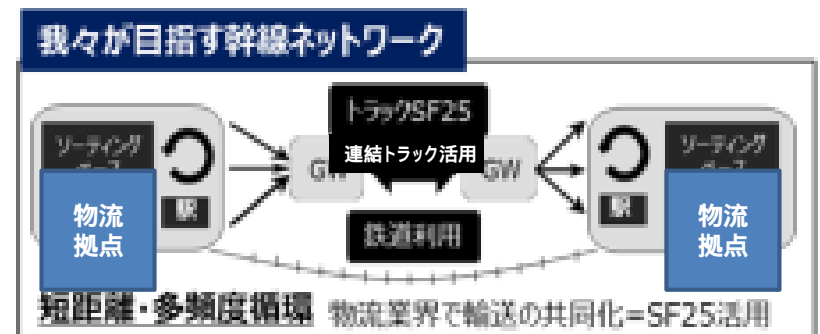 我々が目指す幹線ネットワーク
トラックSF25
連結トラック活用
ソーティング
ソーティング
GW
GW
駅
駅
物流
拠点
物流
拠点
鉄道利用
短距離・多頻度循環
物流業界で輸送の共同化=SF25活用